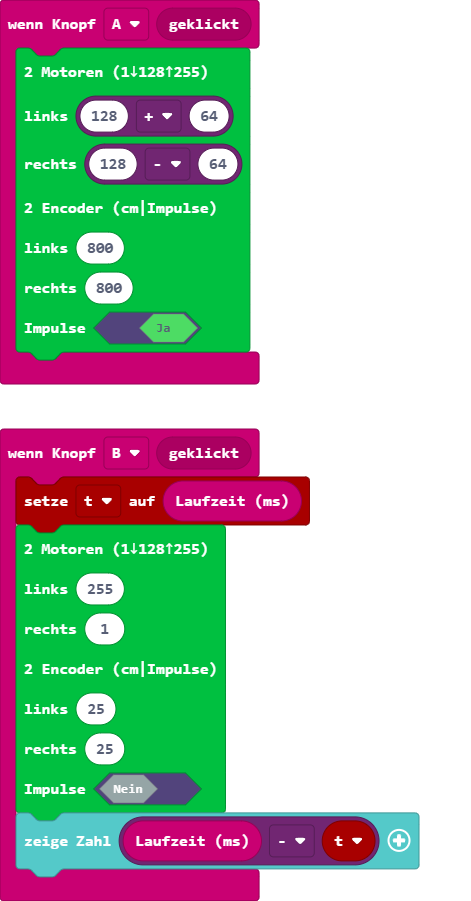 wenn Knopf A geklickt
2 Motoren (1↓128↑255)
links 128 + 64
rechts 128 - 64
2 Encoder (cm|Impulse)
links 800
rechts 800
Impulse Ja
wenn Knopf B geklickt
setze t auf Laufzeit (ms)
2 Motoren (1↓128↑255)
links 255
rechts 1
2 Encoder (cm|Impulse)
links 25
rechts 25
Impulse Nein
zeige Zahl Laufzeit (ms) - t